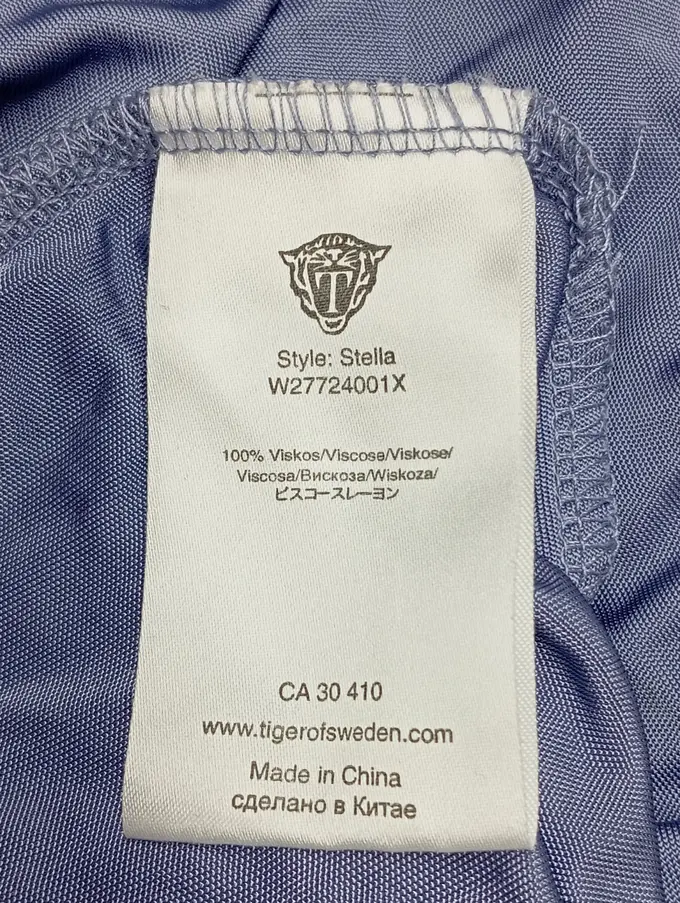 T
Style: Stella
W27724001X
100% Viskos/Viscose/Viskose/
Viscosa/Вискоза/Wiskoza/
ビスコースレーヨン
CA 30 410
www.tigerofsweden.com
Made in China
сделано в Китае